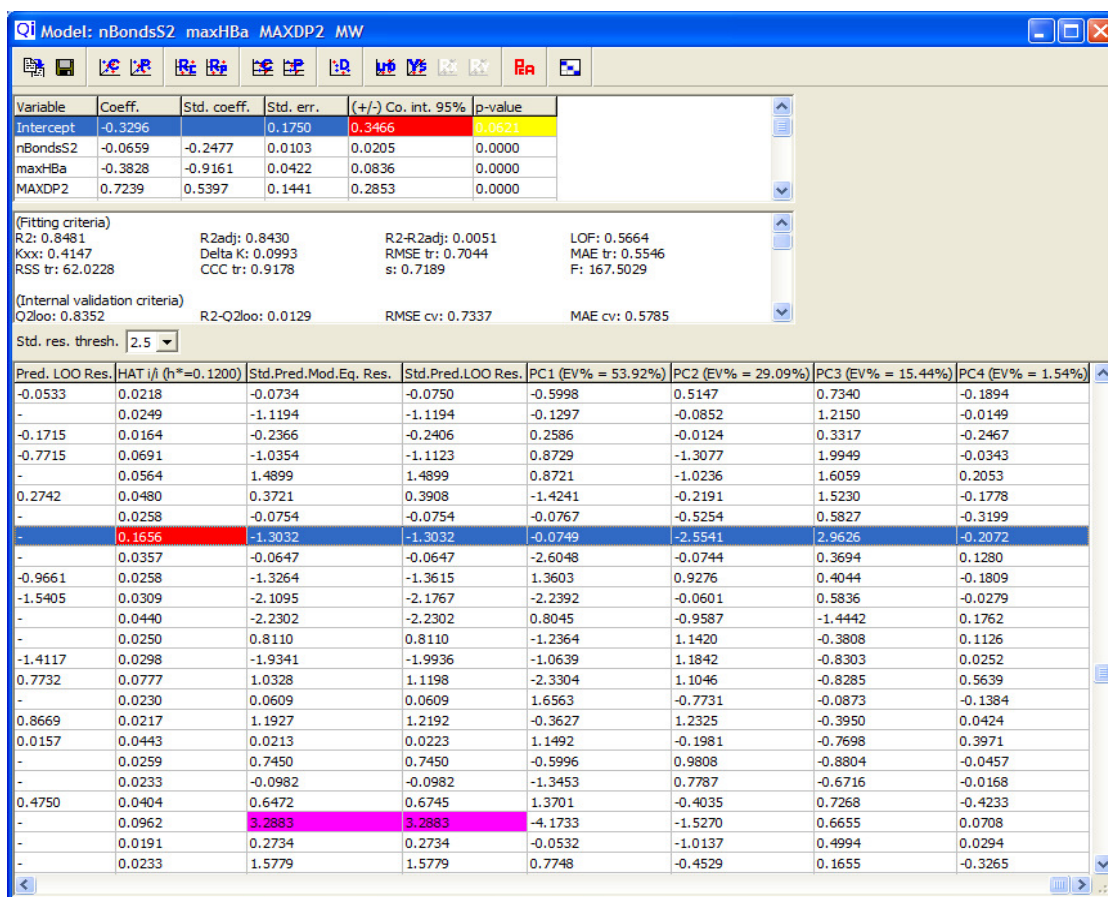 Qi Model: nBondsS2 maxHBa MAXDP2 MW
Variable Coeff. Std. coeff. Std. err. (+/-) Co. int. 95% p-value
Intercept -0.3296 0.1750 0.3466 0.0621
nBondsS2 -0.0659 -0.2477 0.0103 0.0205 0.0000
maxHBa -0.3828 -0.9161 0.0422 0.0836 0.0000
MAXDP2 0.7239 0.5397 0.1441 0.2853 0.0000
(Fitting criteria)
R2: 0.8481 R2adj: 0.8430 R2-R2adj: 0.0051 LOF: 0.5664
Kxx: 0.4147 Delta K: 0.0993 RMSE tr: 0.7044 MAE tr: 0.5546
RSS tr: 62.0228 CCC tr: 0.9178 s: 0.7189 F: 167.5029
(Internal validation criteria)
Q2loo: 0.8352 R2-Q2loo: 0.0129 RMSE cv: 0.7337 MAE cv: 0.5785
Std. res. thresh. 2.5
Pred. LOO Res. HAT i/i (h*=0.1200) Std.Pred.Mod.Eq. Res. Std.Pred.LOO Res. PC1 (EV% = 53.92%) PC2 (EV% = 29.09%) PC3 (EV% = 15.44%) PC4 (EV% = 1.54%)
-0.0533 0.0218 -0.0734 -0.0750 -0.5998 0.5147 0.7340 -0.1894
- 0.0249 -1.1194 -1.1194 -0.1297 -0.0852 1.2150 -0.0149
-0.1715 0.0164 -0.2366 -0.2406 0.2586 -0.0124 0.3317 -0.2467
-0.7715 0.0691 -1.0354 -1.1123 0.8729 -1.3077 1.9949 -0.0343
- 0.0564 1.4899 1.4899 0.8721 -1.0236 1.6059 0.2053
0.2742 0.0480 0.3721 0.3908 -1.4241 -0.2191 1.5230 -0.1778
- 0.0258 -0.0754 -0.0754 -0.0767 -0.5254 0.5827 -0.3199
- 0.1656 -1.3032 -1.3032 -0.0749 -2.5541 2.9626 -0.2072
- 0.0357 -0.0647 -0.0647 -2.6048 -0.0744 0.3694 0.1280
-0.9661 0.0258 -1.3264 -1.3615 1.3603 0.9276 0.4044 -0.1809
-1.5405 0.0309 -2.1095 -2.1767 -2.2392 -0.0601 0.5836 -0.0279
- 0.0440 -2.2302 -2.2302 0.8045 -0.9587 -1.4442 0.1762
- 0.0250 0.8110 0.8110 -1.2364 1.1420 -0.3808 0.1126
-1.4117 0.0298 -1.9341 -1.9936 -1.0639 1.1842 -0.8303 0.0252
0.7732 0.0777 1.0328 1.1198 -2.3304 1.1046 -0.8285 0.5639
- 0.0230 0.0609 0.0609 1.6563 -0.7731 -0.0873 -0.1384
0.8669 0.0217 1.1927 1.2192 -0.3627 1.2325 -0.3950 0.0424
0.0157 0.0443 0.0213 0.0223 1.1492 -0.1981 -0.7698 0.3971
- 0.0259 0.7450 0.7450 -0.5996 0.9808 -0.8804 -0.0457
- 0.0233 -0.0982 -0.0982 -1.3453 0.7787 -0.6716 -0.0168
0.4750 0.0404 0.6472 0.6745 1.3701 -0.4035 0.7268 -0.4233
- 0.0962 3.2883 3.2883 -4.1733 -1.5270 0.6655 0.0708
- 0.0191 0.2734 0.2734 -0.0532 -1.0137 0.4994 0.0294
- 0.0233 1.5779 1.5779 0.7748 -0.4529 0.1655 -0.3265